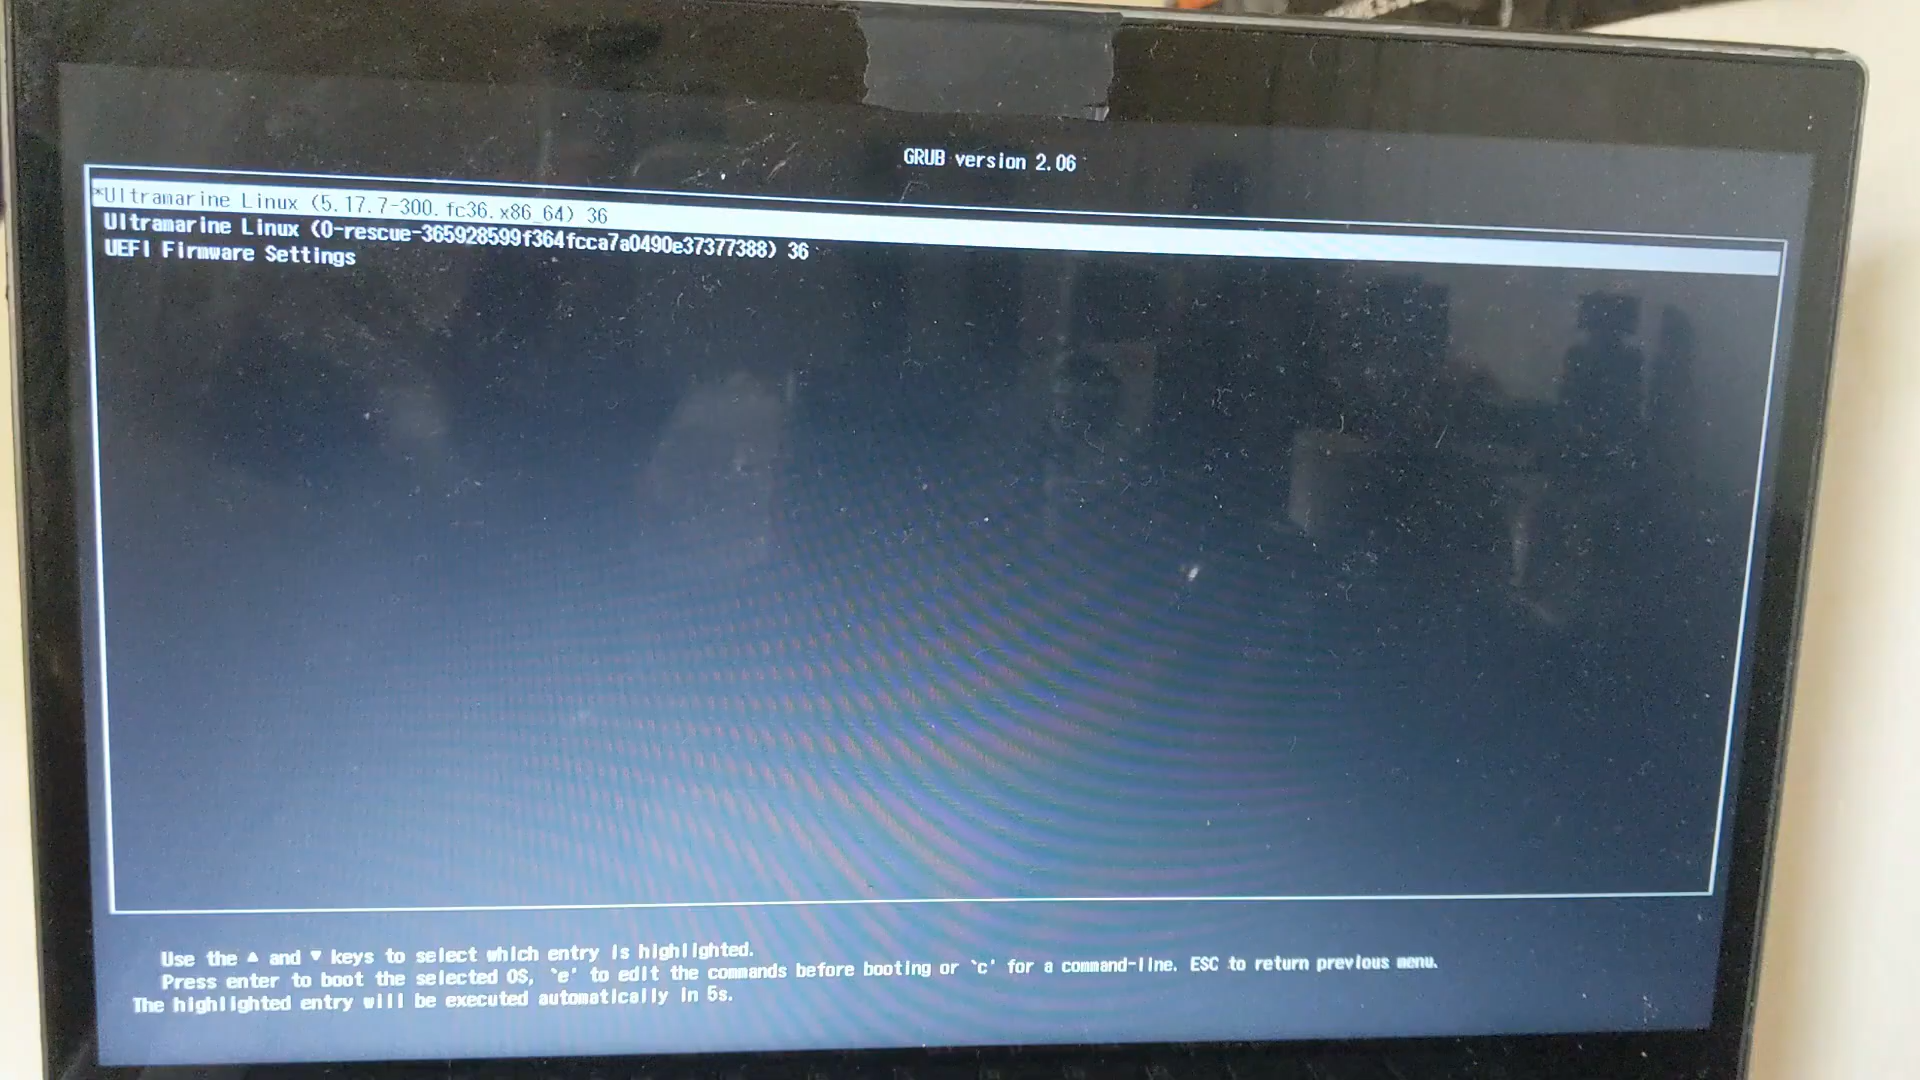 GRUB version 2.06
*Ultramarine Linux (5.17.7-300.fc36.x86_64) 36
Ultramarine Linux (0-rescue-365928599f364fcca7a0490e37377388) 36
UEFI Firmware Settings
Use the ▲ and ▼ keys to select which entry is highlighted.
Press enter to boot the selected OS, `e' to edit the commands before booting or `c' for a command-line. ESC to return previous menu.
The highlighted entry will be executed automatically in 5s.